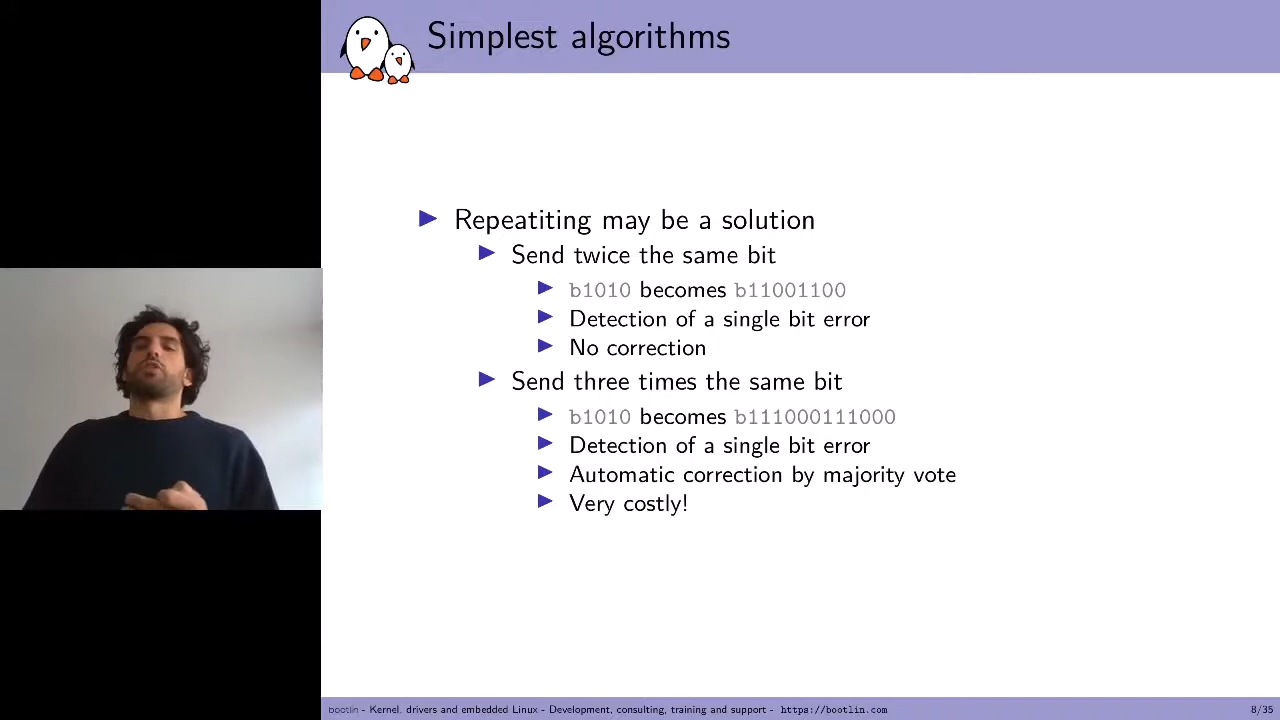 Simplest algorithms
Repeatiting may be a solution
Send twice the same bit
b1010 becomes b11001100
Detection of a single bit error
No correction
Send three times the same bit
b1010 becomes b111000111000
Detection of a single bit error
Automatic correction by majority vote
Very costly!
bootlin - Kernel, drivers and embedded Linux - Development, consulting, training and support - https://bootlin.com
8/35